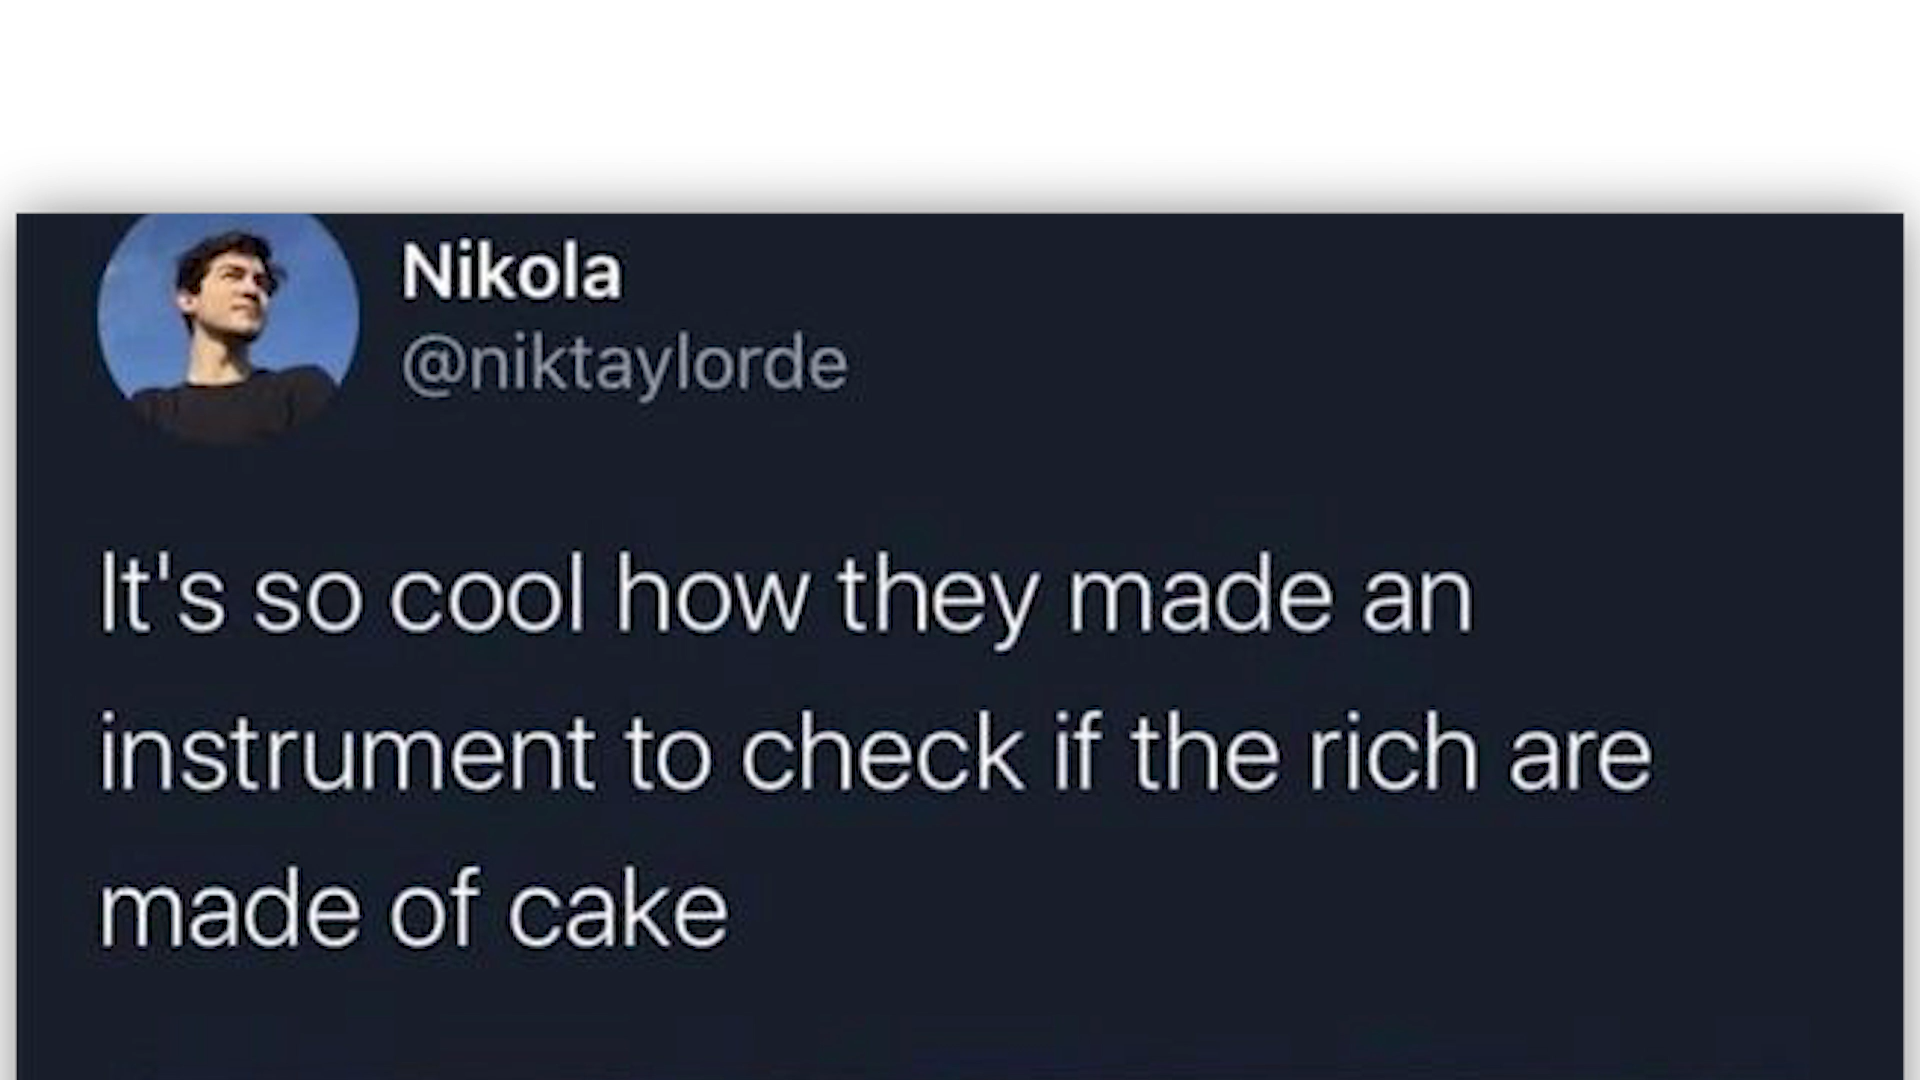 Nikola
@niktaylorde
It's so cool how they made an
instrument to check if the rich are
made of cake